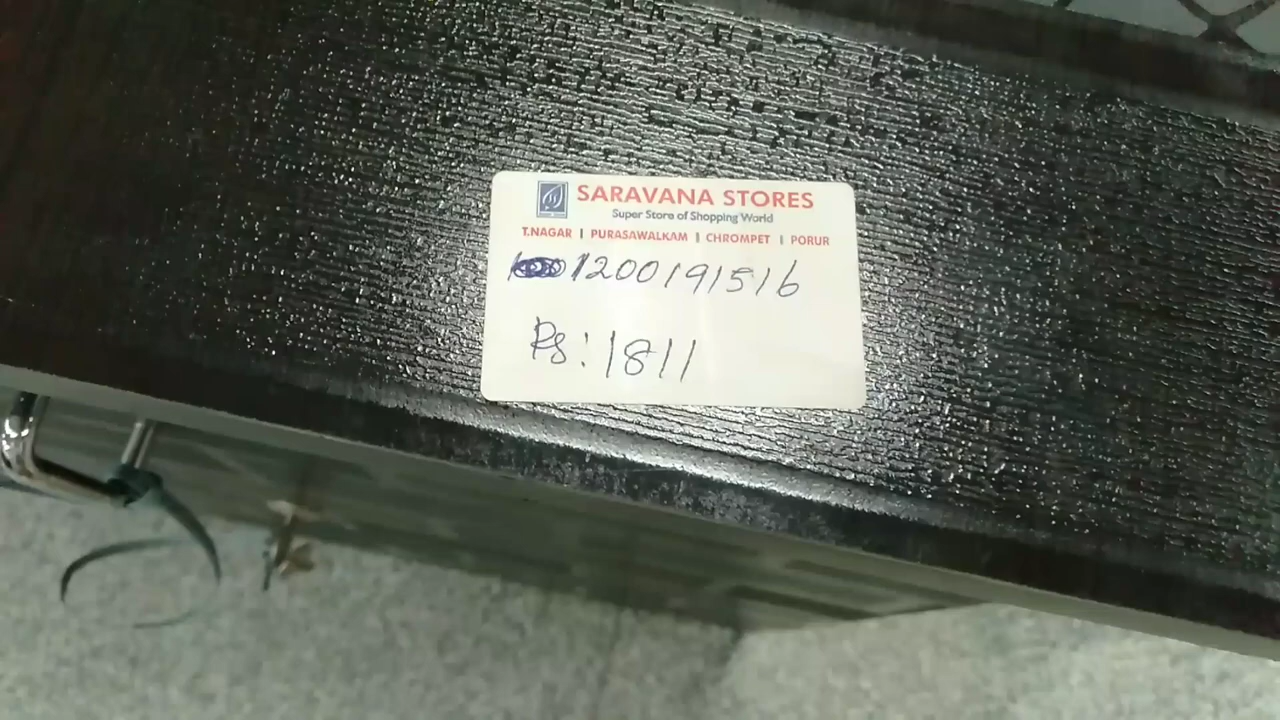 SARAVANA STORES
Super Store of Shopping World
T.NAGAR | PURASAWALKAM | CHROMPET | PORUR
1200191516
Rs: 1811